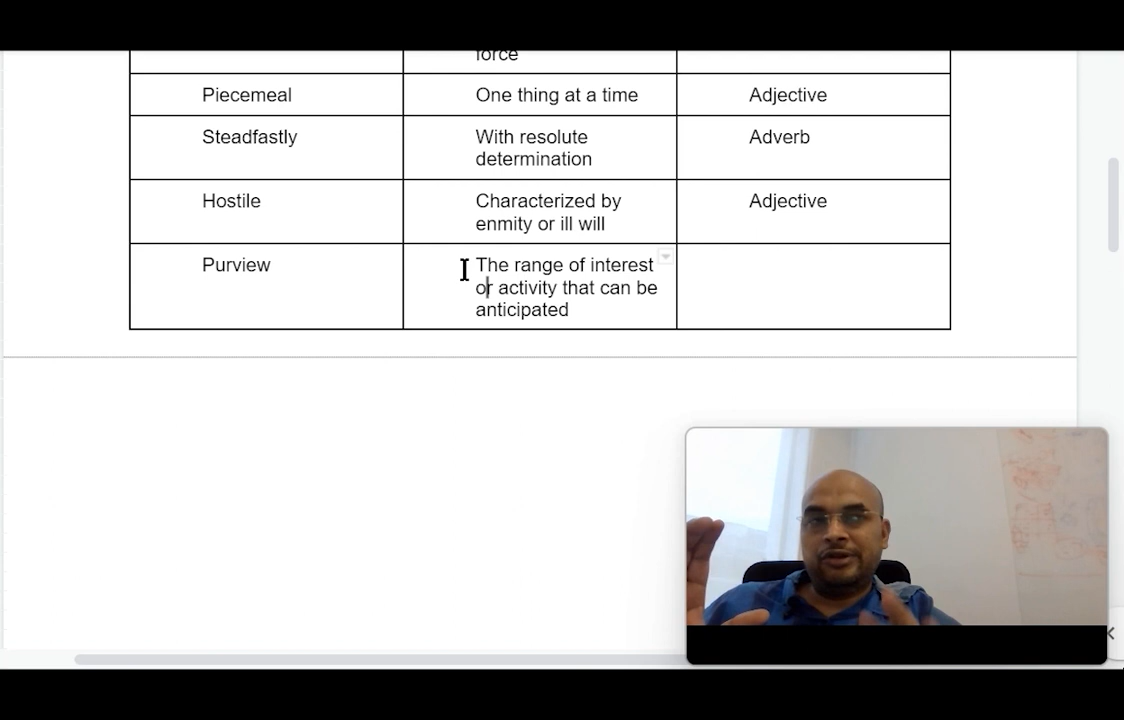 force
Piecemeal
One thing at a time
Adjective
Steadfastly
With resolute
determination
Adverb
Hostile
Characterized by
enmity or ill will
Adjective
Purview
The range of interest
or activity that can be
anticipated